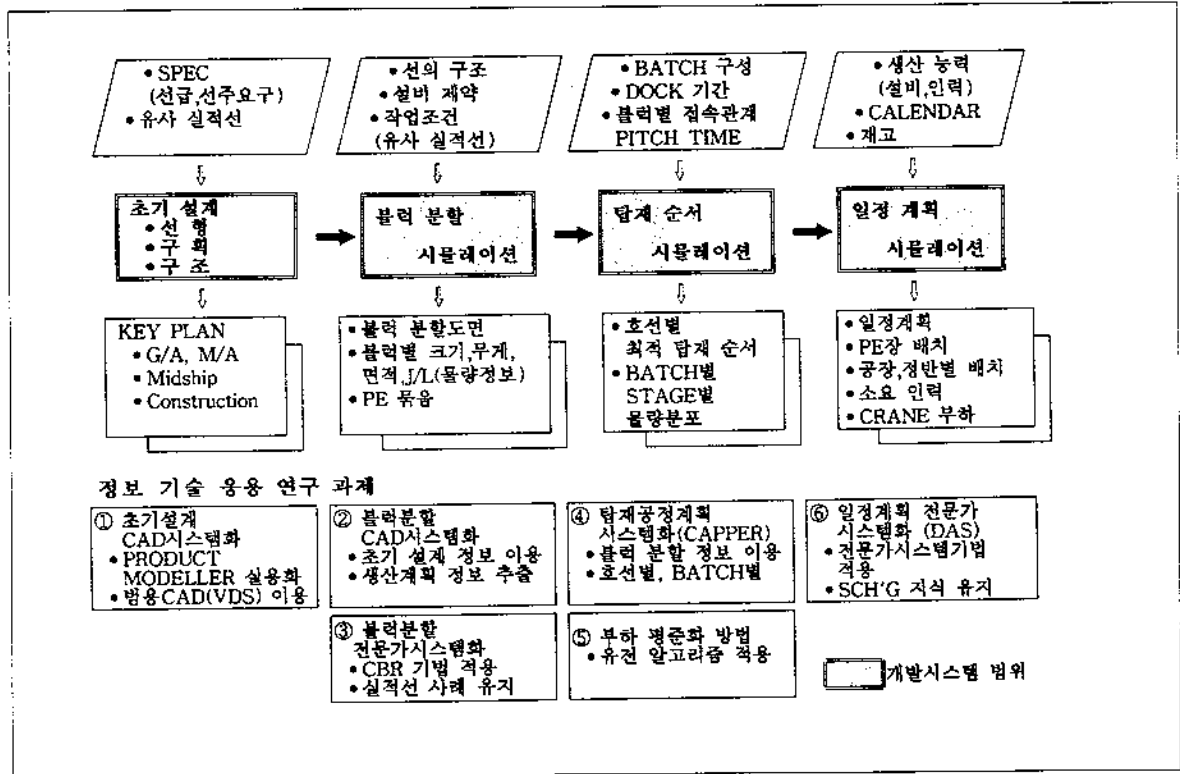 • SPEC
(선급,선주요구)
• 유사 실적선
• 선의 구조
• 설비 제약
• 작업조건
(유사 실적선)
• BATCH 구성
• DOCK 기간
• 블럭별 접속관계
PITCH TIME
• 생산 능력
(설비,인력)
• CALENDAR
• 재고
초기 설계
• 선 형
• 구 획
• 구 조
블럭 분할
시뮬레이션
탑재 순서
시뮬레이션
일정 계획
시뮬레이션
KEY PLAN
• G/A, M/A
• Midship
• Construction
• 블럭 분할도면
• 블럭별 크기,무게,
면적,J/L(물량정보)
• PE 묶음
• 호선별
최적 탑재 순서
• BATCH별
STAGE별
물량분포
• 일정계획
• PE장 배치
• 공장,정반별 배치
• 소요 인력
• CRANE 부하
정보 기술 응용 연구 과제
① 초기설계
CAD시스템화
• PRODUCT
MODELLER 실용화
• 범용CAD(VDS) 이용
② 블럭분할
CAD시스템화
• 초기 설계 정보 이용
• 생산계획 정보 추출
③ 블럭분할
전문가시스템화
• CBR 기법 적용
• 실적선 사례 유지
④ 탑재공정계획
시스템화(CAPPER)
• 블럭 분할 정보 이용
• 호선별, BATCH별
⑤ 부하 평준화 방법
• 유전 알고리즘 적용
⑥ 일정계획 전문가
시스템화 (DAS)
• 전문가시스템기법
적용
• SCH'G 지식 유지
개발시스템 범위